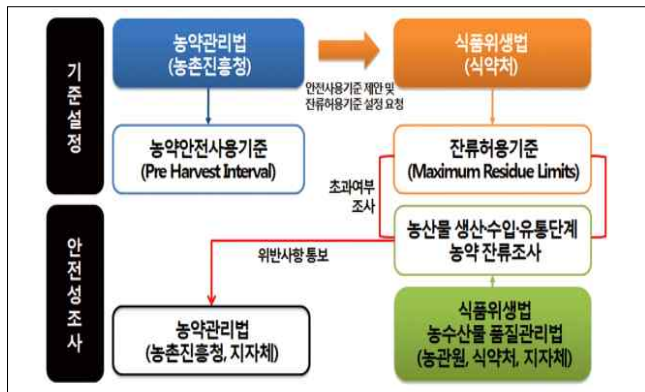 기준설정
농약관리법
(농촌진흥청)
식품위생법
(식약처)
안전사용기준 제안 및
잔류허용기준 설정 요청
농약안전사용기준
(Pre Harvest Interval)
잔류허용기준
(Maximum Residue Limits)
초과여부
조사
안전성조사
농산물 생산·수입·유통단계
농약 잔류조사
위반사항 통보
농약관리법
(농촌진흥청, 지자체)
식품위생법
농수산물 품질관리법
(농관원, 식약처, 지자체)